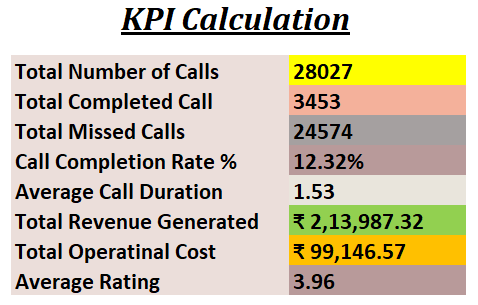 KPI Calculation
Total Number of Calls 28027
Total Completed Call 3453
Total Missed Calls 24574
Call Completion Rate % 12.32%
Average Call Duration 1.53
Total Revenue Generated ₹ 2,13,987.32
Total Operatinal Cost ₹ 99,146.57
Average Rating 3.96